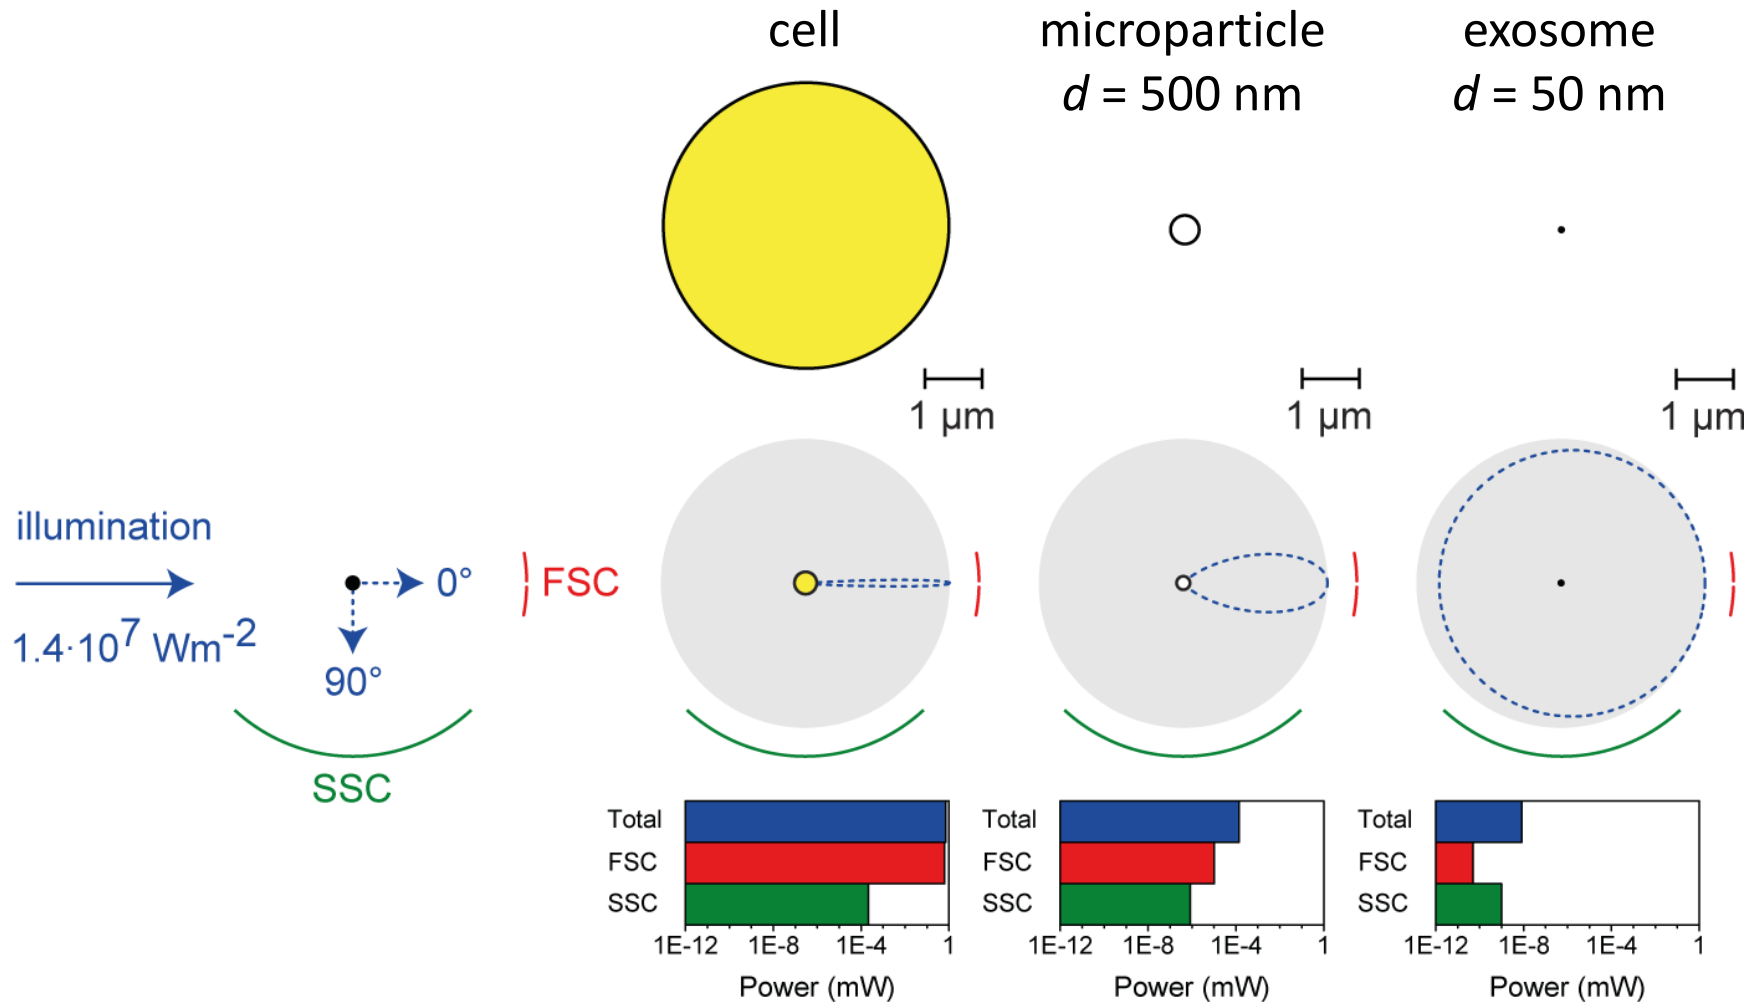 cell
microparticle
d = 500 nm
exosome
d = 50 nm
1 µm
1 µm
1 µm
illumination
1.4·10⁷ Wm⁻²
0°
90°
FSC
SSC
Total
FSC
SSC
1E-12 1E-8 1E-4 1
Power (mW)
Total
FSC
SSC
1E-12 1E-8 1E-4 1
Power (mW)
Total
FSC
SSC
1E-12 1E-8 1E-4 1
Power (mW)